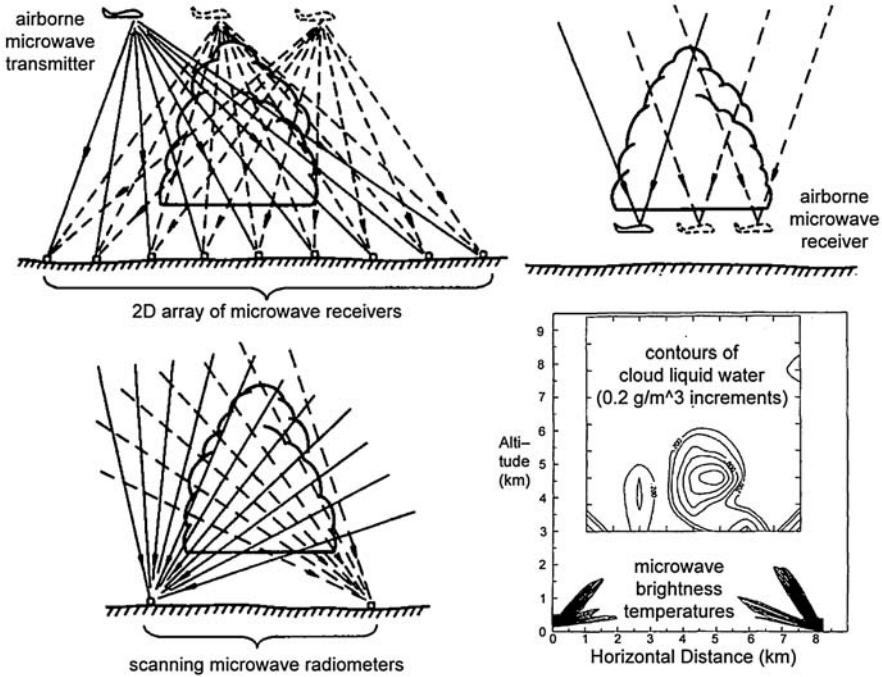 airborne
microwave
transmitter
2D array of microwave receivers
airborne
microwave
receiver
scanning microwave radiometers
contours of
cloud liquid water
(0.2 g/m^3 increments)
Alti–
tude
(km)
9
8
7
6
5
4
3
2
1
0
.200
.200
microwave
brightness
temperatures
0 1 2 3 4 5 6 7 8
Horizontal Distance (km)